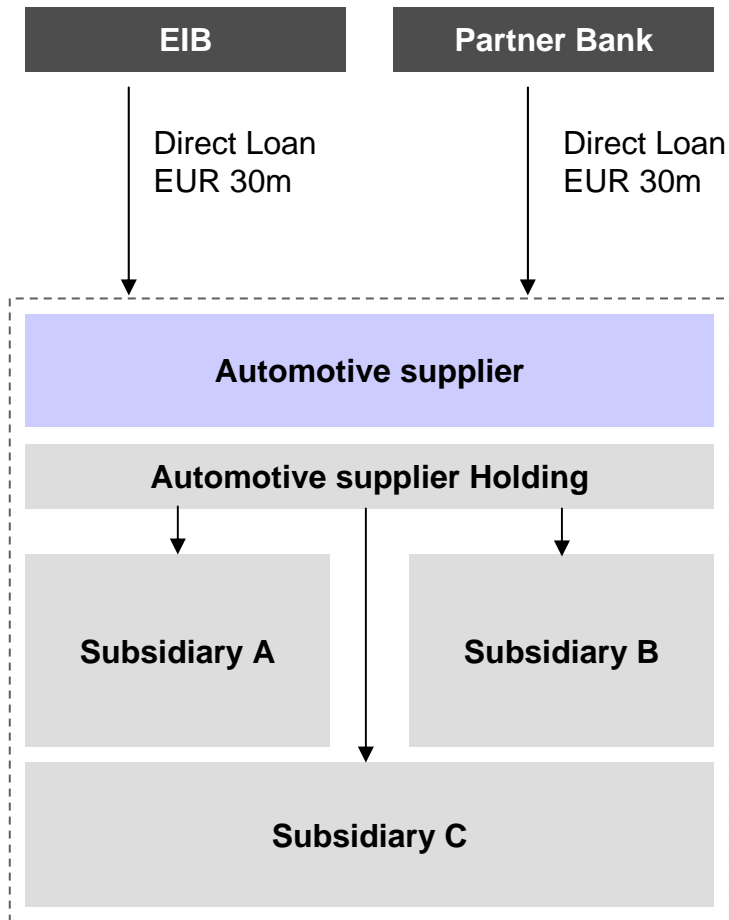 EIB
Partner Bank
Direct Loan
EUR 30m
Direct Loan
EUR 30m
Automotive supplier
Automotive supplier Holding
Subsidiary A
Subsidiary B
Subsidiary C